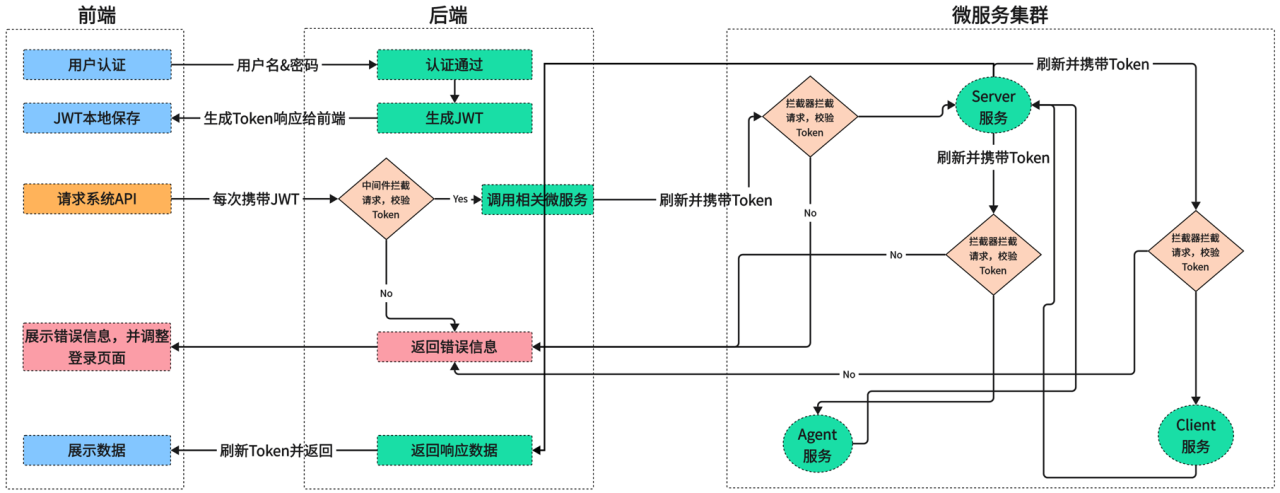 前端
后端
微服务集群
用户认证
用户名&密码
认证通过
刷新并携带Token
JWT本地保存
生成Token响应给前端
生成JWT
拦截器拦截
请求，校验
Token
Server
服务
刷新并携带Token
请求系统API
每次携带JWT
中间件拦截
请求，校验
Token
Yes
调用相关微服务
刷新并携带Token
No
拦截器拦截
请求，校验
Token
拦截器拦截
请求，校验
Token
No
No
展示错误信息，并调整
登录页面
返回错误信息
No
展示数据
刷新Token并返回
返回响应数据
Agent
服务
Client
服务